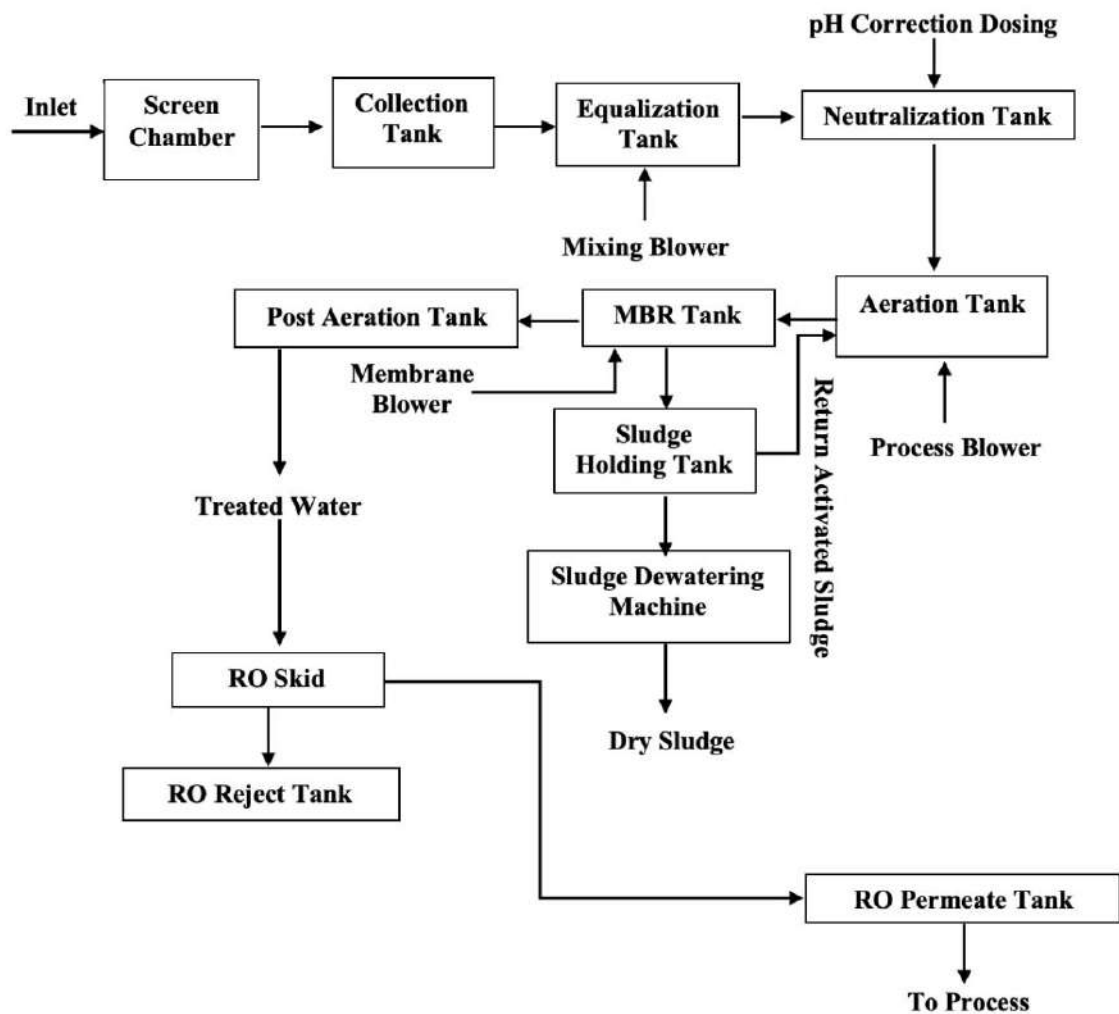 pH Correction Dosing
Inlet
Screen
Chamber
Collection
Tank
Equalization
Tank
Neutralization Tank
Mixing Blower
Post Aeration Tank
MBR Tank
Aeration Tank
Membrane
Blower
Return Activated Sludge
Sludge
Holding Tank
Process Blower
Treated Water
Sludge Dewatering
Machine
RO Skid
Dry Sludge
RO Reject Tank
RO Permeate Tank
To Process